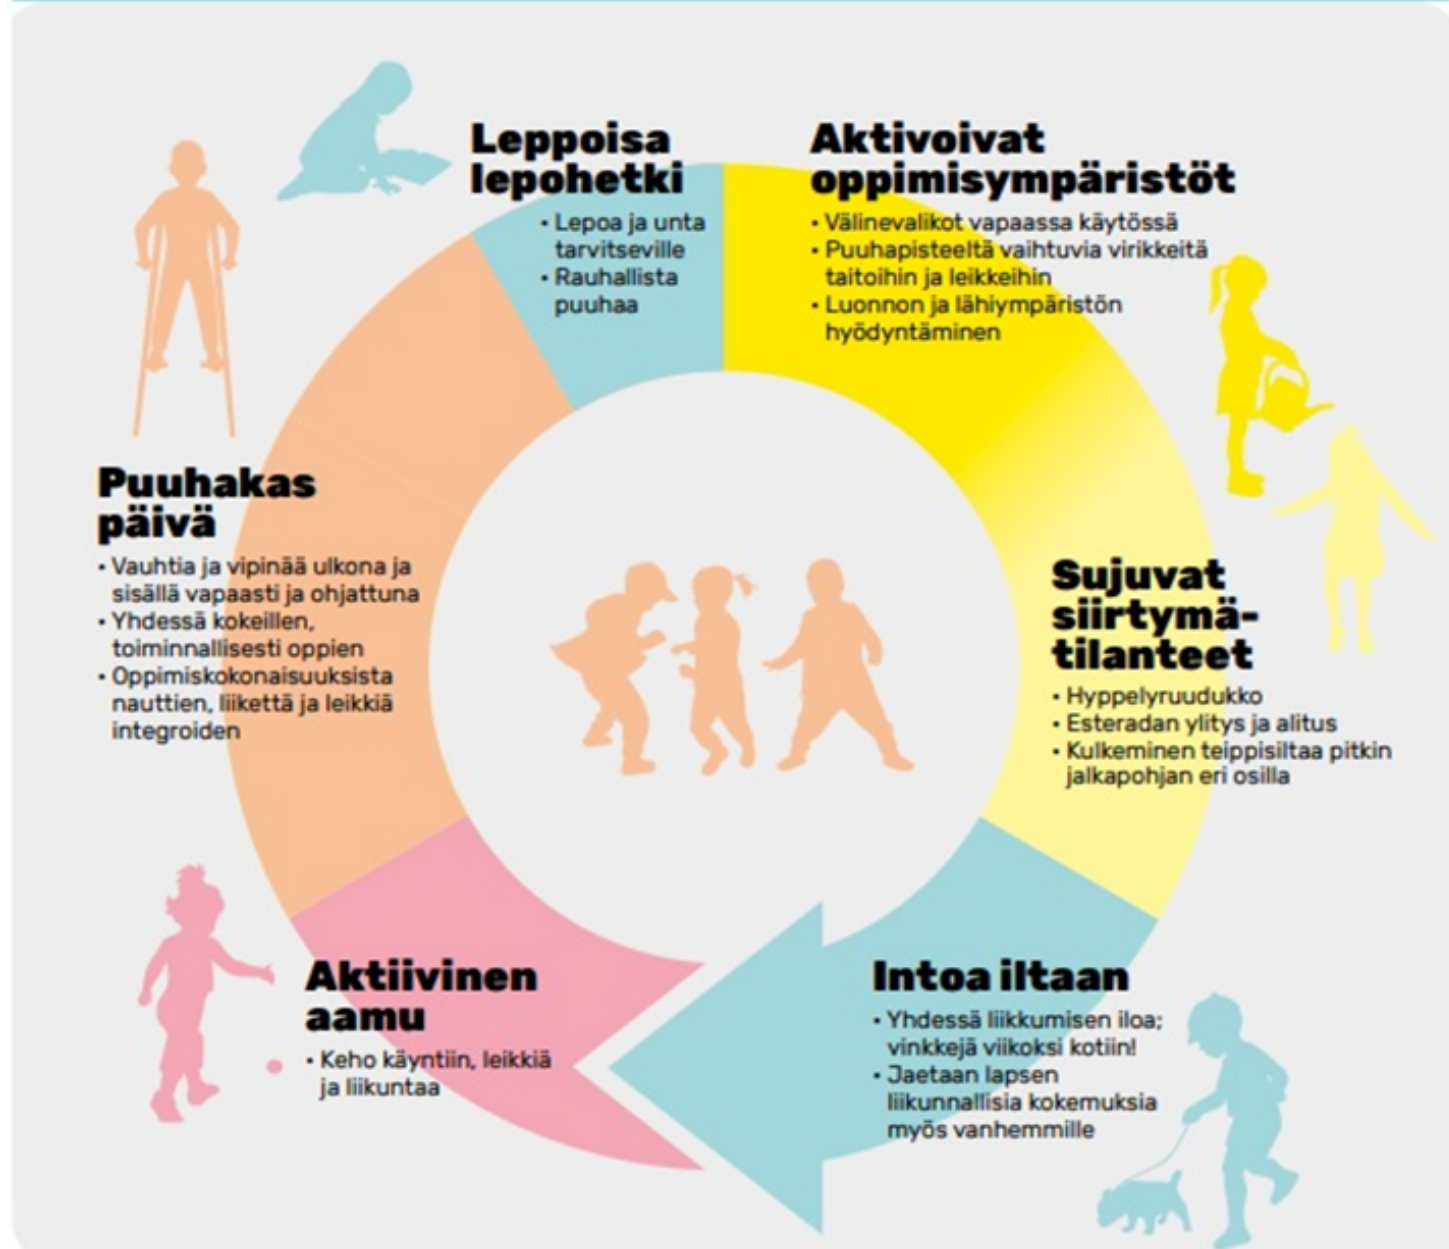 Leppoisa
lepohetki
• Lepoa ja unta
tarvitseville
• Rauhallista
puuhaa
Aktivoivat
oppimisympäristöt
• Välinevalikot vapaassa käytössä
• Puuhapisteeltä vaihtuvia virikkeitä
taitoihin ja leikkeihin
• Luonnon ja lähiympäristön
hyödyntäminen
Puuhakas
päivä
• Vauhtia ja vipinää ulkona ja
sisällä vapaasti ja ohjattuna
• Yhdessä kokeillen,
toiminnallisesti oppien
• Oppimiskokonaisuuksista
nauttien, liikettä ja leikkiä
integroiden
Sujuvat
siirtymä-
tilanteet
• Hyppelyruudukko
• Esteradan ylitys ja alitus
• Kulkeminen teippisiltaa pitkin
jalkapohjan eri osilla
Aktiivinen
aamu
• Keho käyntiin, leikkiä
ja liikuntaa
Intoa iltaan
• Yhdessä liikkumisen iloa;
vinkkejä viikoksi kotiin!
• Jaetaan lapsen
liikunnallisia kokemuksia
myös vanhemmille